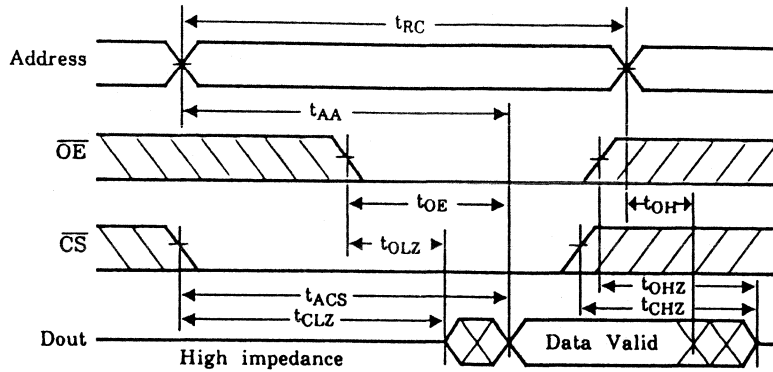 tRC
Address
tAA
OE
tOE
tOH
CS
tOLZ
tOHZ
tACS
tCHZ
tCLZ
Dout
High impedance
Data Valid